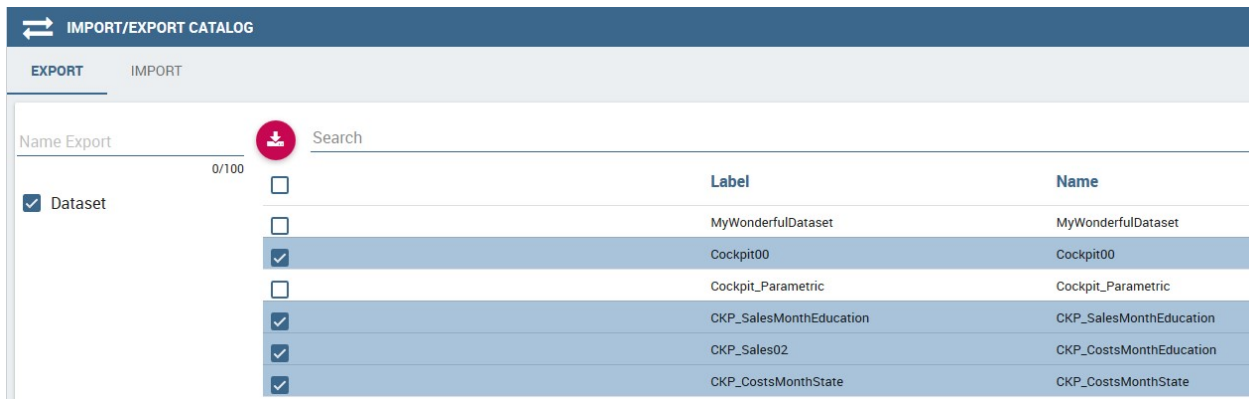 IMPORT/EXPORT CATALOG
EXPORT IMPORT
Name Export
0/100
Dataset
Search
Label Name
MyWonderfulDataset MyWonderfulDataset
Cockpit00 Cockpit00
Cockpit_Parametric Cockpit_Parametric
CKP_SalesMonthEducation CKP_SalesMonthEducation
CKP_Sales02 CKP_CostsMonthEducation
CKP_CostsMonthState CKP_CostsMonthState